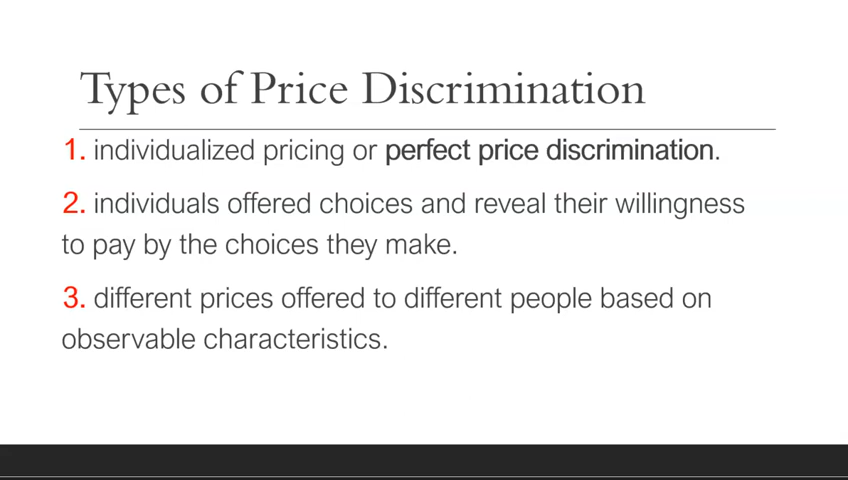 Types of Price Discrimination
1. individualized pricing or perfect price discrimination.
2. individuals offered choices and reveal their willingness
to pay by the choices they make.
3. different prices offered to different people based on
observable characteristics.